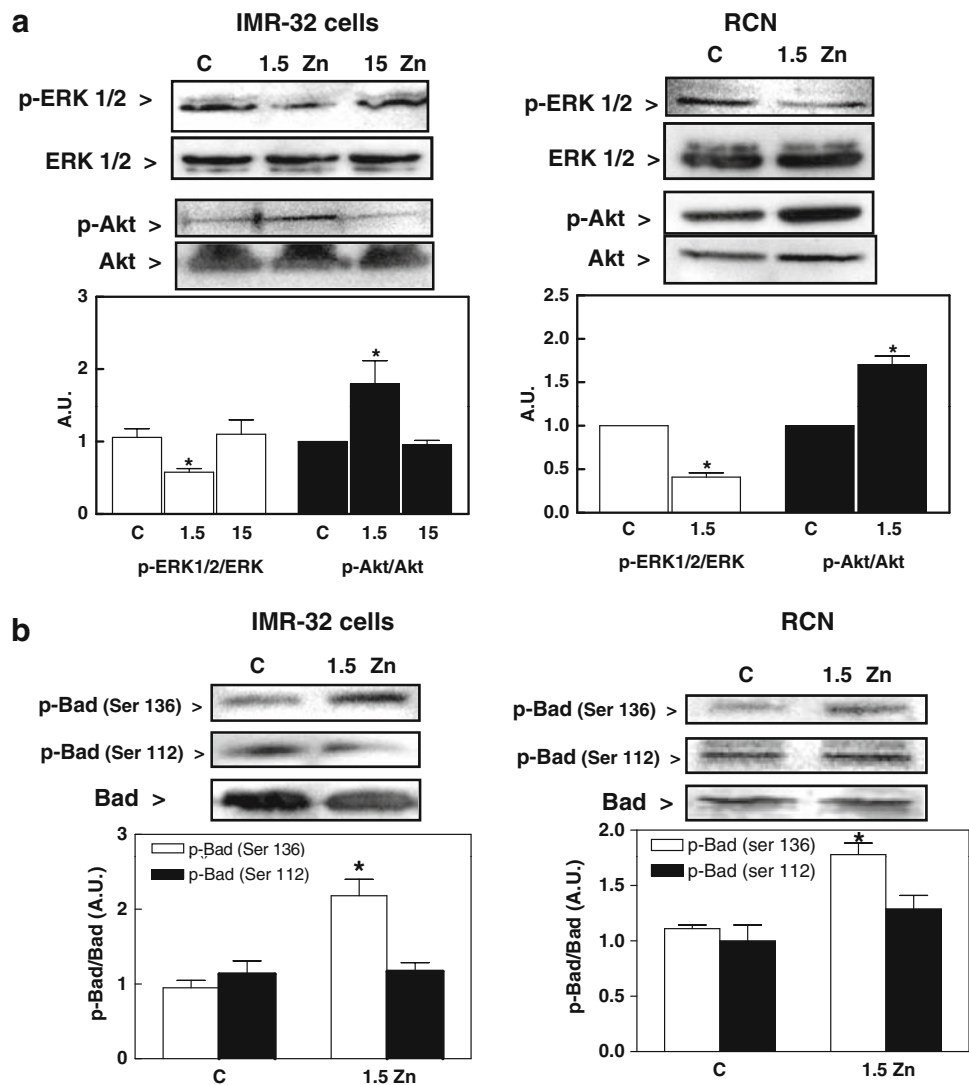 a
IMR-32 cells
C 1.5 Zn 15 Zn
p-ERK 1/2 >
ERK 1/2 >
p-Akt >
Akt >
3
2
1
0
A.U.
*
*
C 1.5 15 C 1.5 15
p-ERK1/2/ERK p-Akt/Akt
RCN
C 1.5 Zn
p-ERK 1/2 >
ERK 1/2 >
p-Akt >
Akt >
2.5
2.0
1.5
1.0
0.5
0.0
A.U.
*
*
C 1.5 C 1.5
p-ERK1/2/ERK p-Akt/Akt
b
IMR-32 cells
C 1.5 Zn
p-Bad (Ser 136) >
p-Bad (Ser 112) >
Bad >
3
2
1
0
p-Bad/Bad (A.U.)
p-Bad (Ser 136)
p-Bad (Ser 112)
*
C 1.5 Zn
RCN
C 1.5 Zn
p-Bad (Ser 136) >
p-Bad (Ser 112) >
Bad >
2.0
1.5
1.0
0.5
0.0
p-Bad/Bad (A.U.)
p-Bad (ser 136)
p-Bad (ser 112)
*
C 1.5 Zn